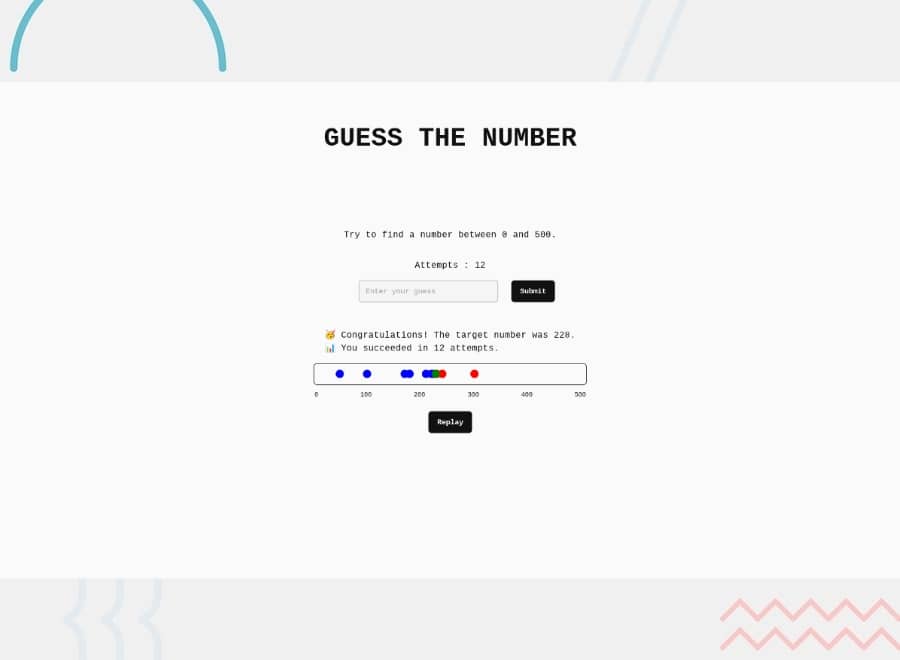 GUESS THE NUMBER
Try to find a number between 0 and 500.
Attempts : 12
Enter your guess
Submit
🥳 Congratulations! The target number was 228.
📊 You succeeded in 12 attempts.
0 100 200 300 400 500
Replay